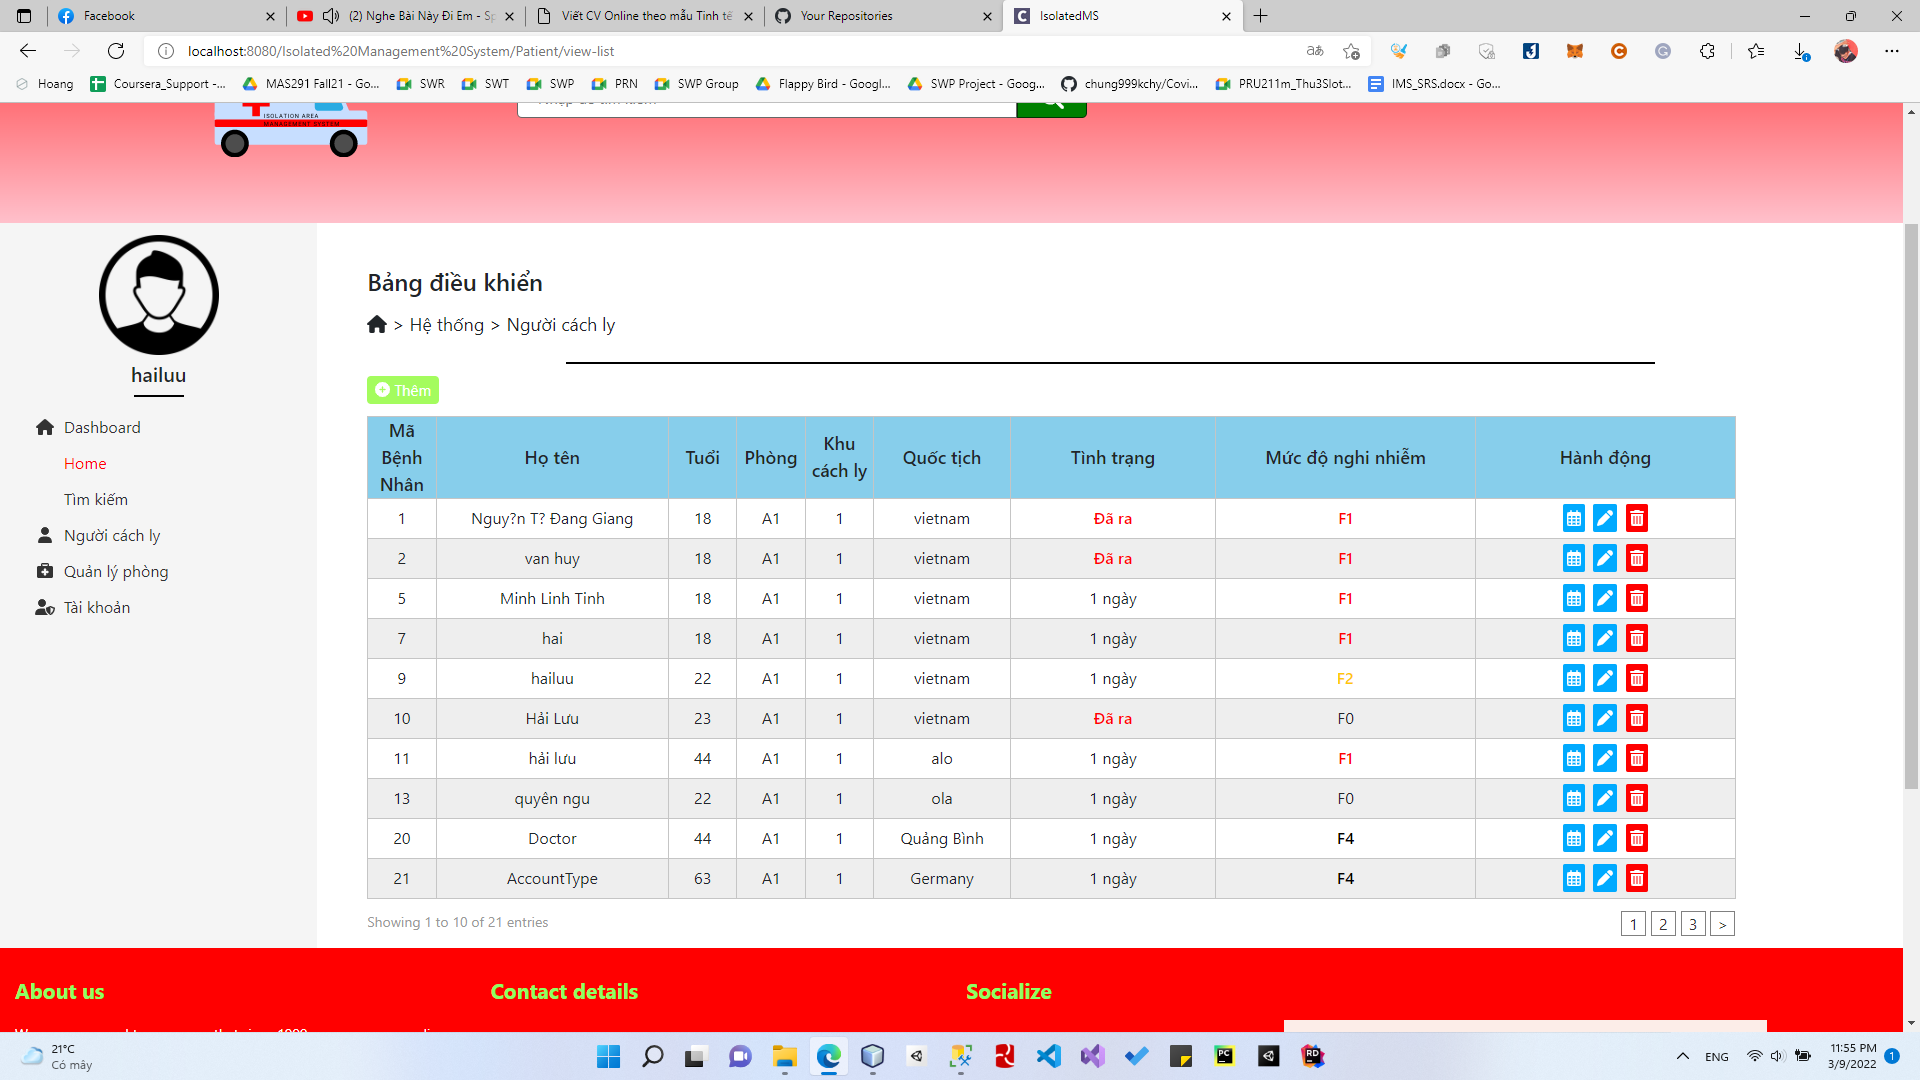 Facebook
(2) Nghe Bài Này Đi Em - Sp
Viết CV Online theo mẫu Tinh tế
Your Repositories
IsolatedMS
localhost:8080/Isolated%20Management%20System/Patient/view-list
Hoang
Coursera_Support -...
MAS291 Fall21 - Go...
SWR
SWT
SWP
PRN
SWP Group
Flappy Bird - Googl...
SWP Project - Goog...
chung999kchy/Covi...
PRU211m_Thu3Slot...
IMS_SRS.docx - Go...
ISOLATION AREA
MANAGEMENT SYSTEM
hailuu
Dashboard
Home
Tìm kiếm
Người cách ly
Quản lý phòng
Tài khoản
Bảng điều khiển
> Hệ thống > Người cách ly
Thêm
Mã Bệnh Nhân Họ tên Tuổi Phòng Khu cách ly Quốc tịch Tình trạng Mức độ nghi nhiễm Hành động
1 Nguy?n T? Đang Giang 18 A1 1 vietnam Đã ra F1
2 van huy 18 A1 1 vietnam Đã ra F1
5 Minh Linh Tinh 18 A1 1 vietnam 1 ngày F1
7 hai 18 A1 1 vietnam 1 ngày F1
9 hailuu 22 A1 1 vietnam 1 ngày F2
10 Hải Lưu 23 A1 1 vietnam Đã ra F0
11 hải lưu 44 A1 1 alo 1 ngày F1
13 quyên ngu 22 A1 1 ola 1 ngày F0
20 Doctor 44 A1 1 Quảng Bình 1 ngày F4
21 AccountType 63 A1 1 Germany 1 ngày F4
Showing 1 to 10 of 21 entries
1 2 3 >
About us
Contact details
Socialize
21°C
Có mây
ENG
11:55 PM
3/9/2022
1